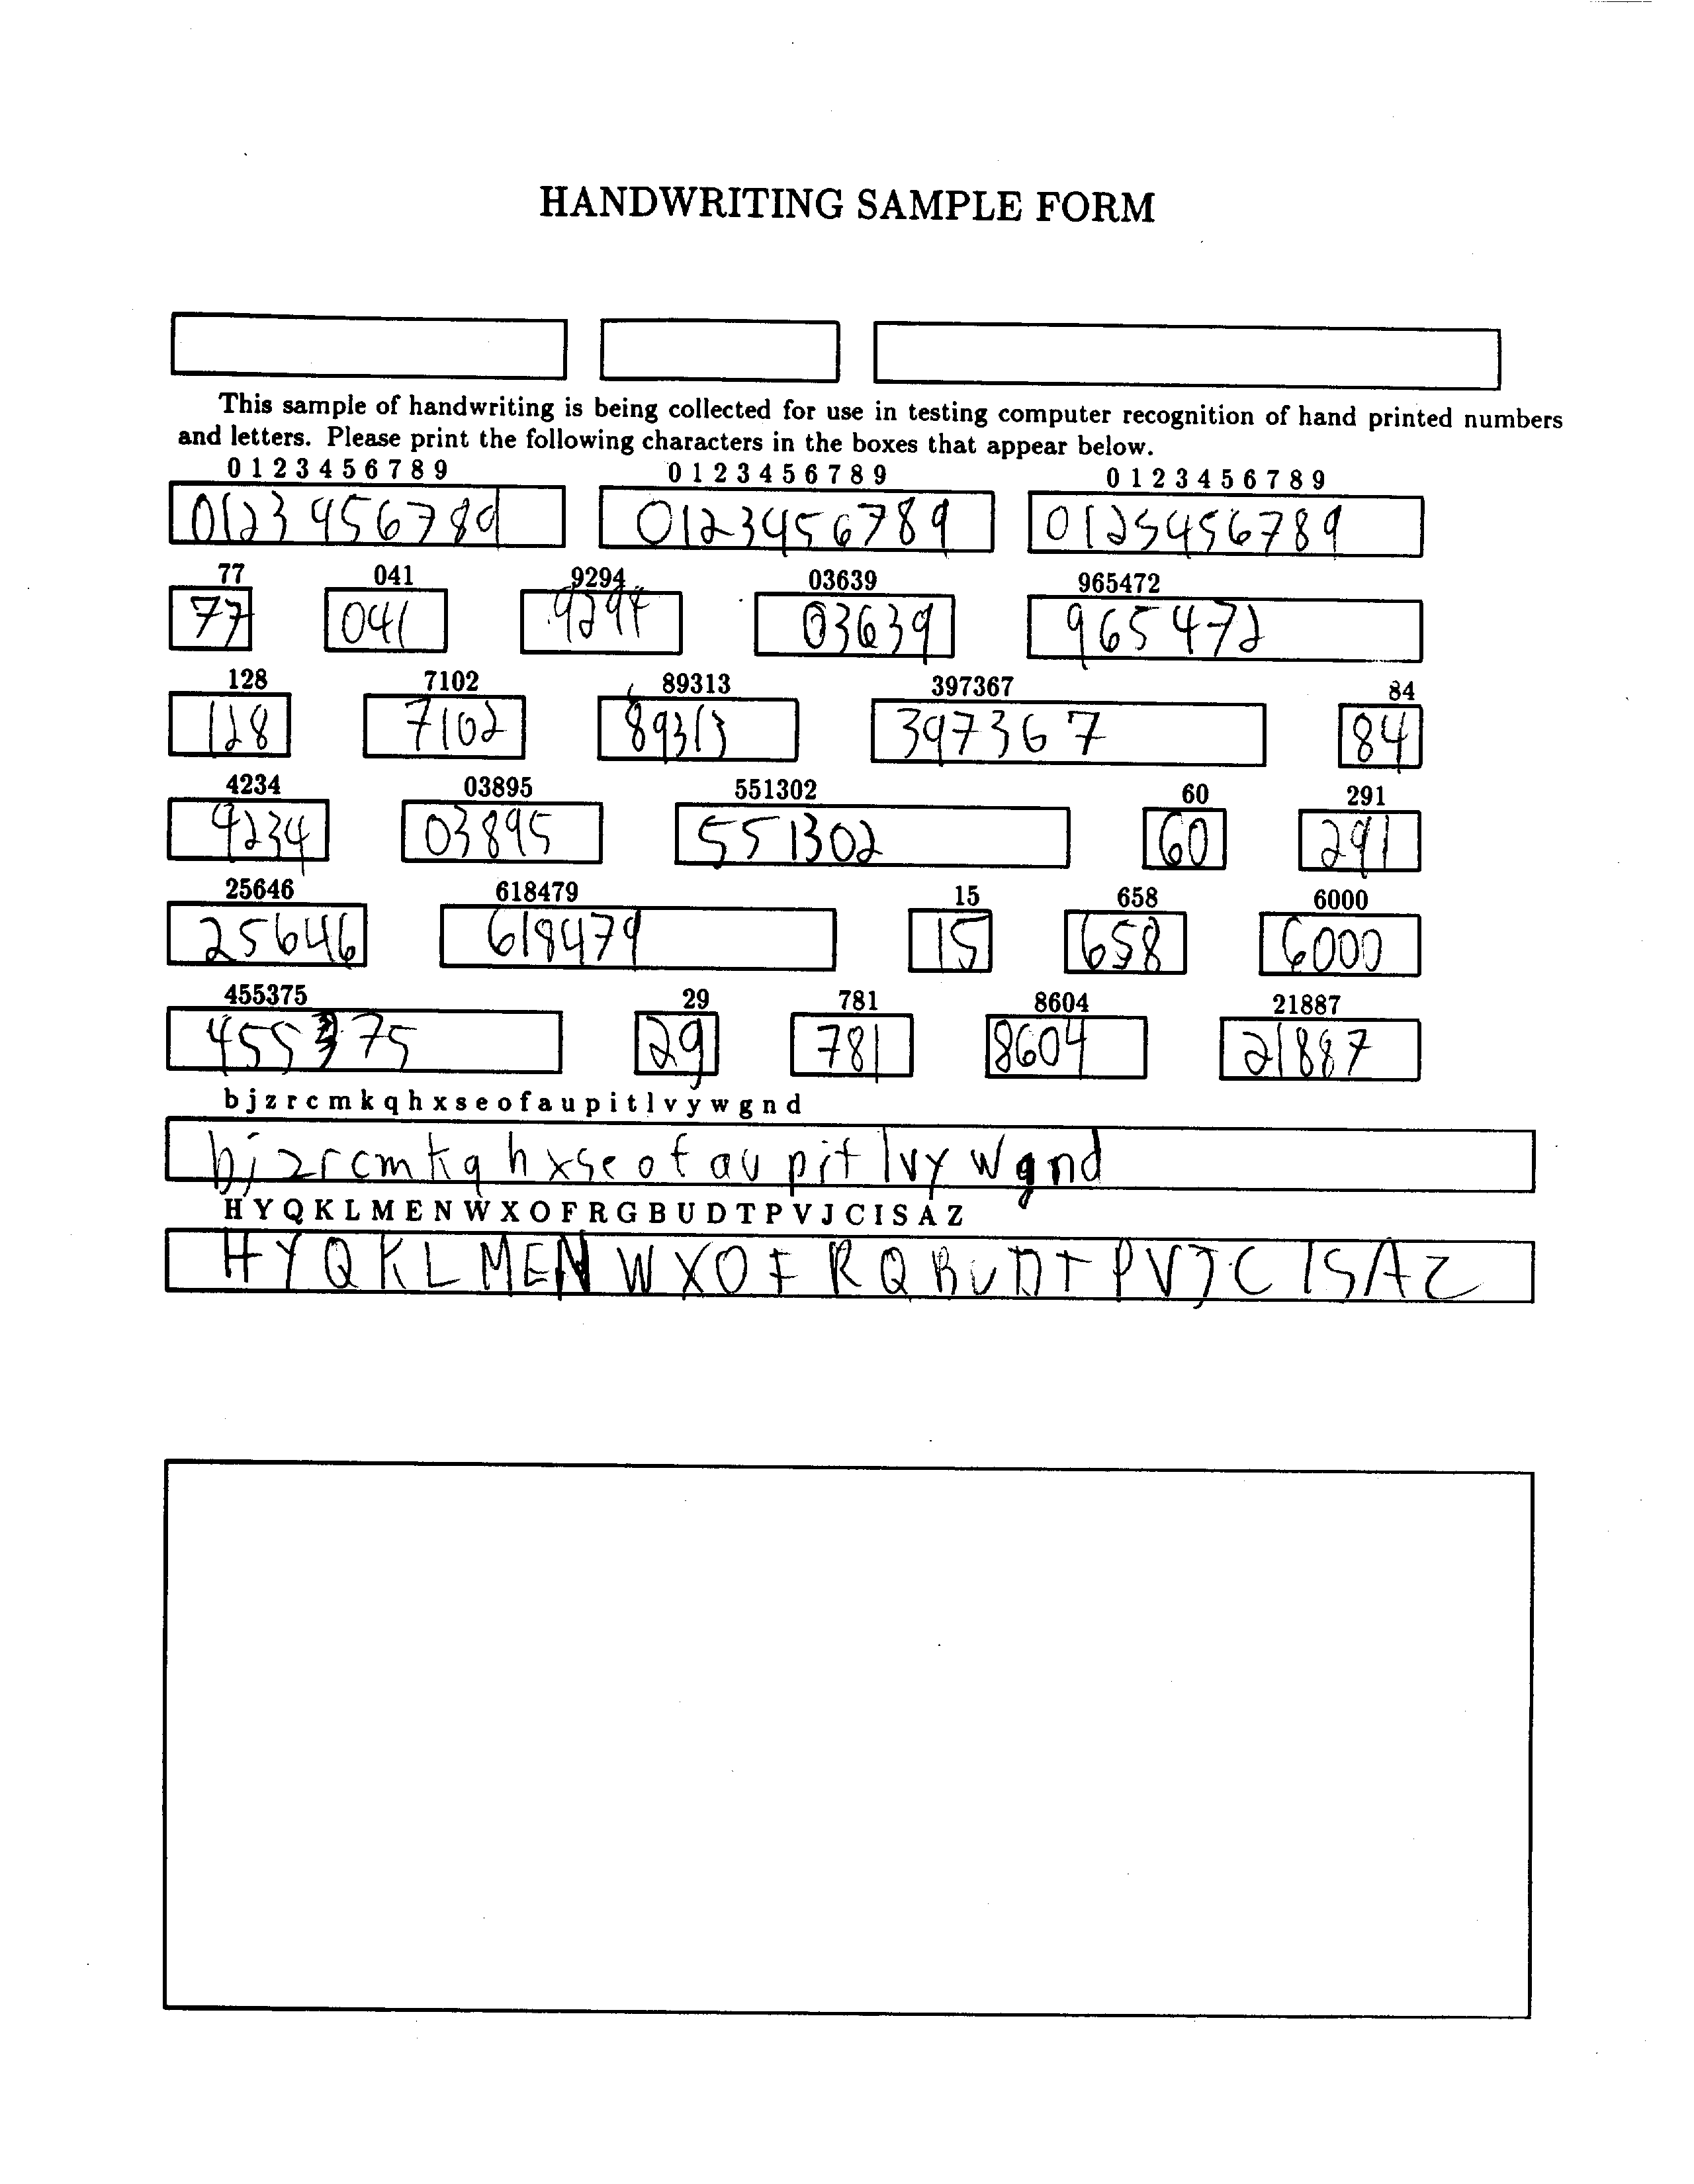 HANDWRITING SAMPLE FORM
This sample of handwriting is being collected for use in testing computer recognition of hand printed numbers
and letters. Please print the following characters in the boxes that appear below.
0 1 2 3 4 5 6 7 8 9 0 1 2 3 4 5 6 7 8 9 0 1 2 3 4 5 6 7 8 9
0123456789 0123456789 0123456789
77 041 9294 03639 965472
77 041 9294 03639 965472
128 7102 89313 397367 84
128 7102 89313 397367 84
4234 03895 551302 60 291
4234 03895 551302 60 291
25646 618479 15 658 6000
25646 618479 15 658 6000
455375 29 781 8604 21887
455375 29 781 8604 21887
b j z r c m k q h x s e o f a u p i t l v y w g n d
b j z r c m k q h x s e o f a u p i t l v y w g n d
H Y Q K L M E N W X O F R G B U D T P V J C I S A Z
H Y Q K L M E N W X O F R Q B U D T P V J C I S A Z